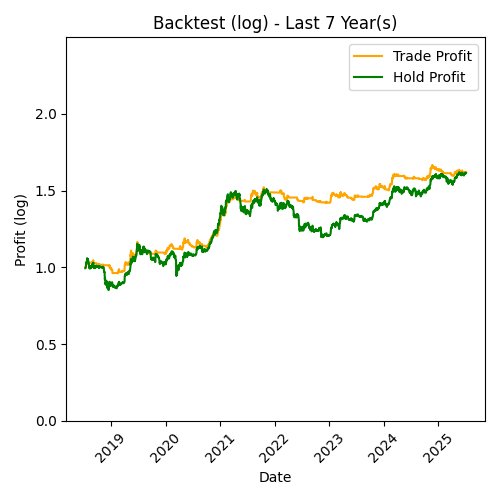 Backtest (log) - Last 7 Year(s)
Trade Profit
Hold Profit
Profit (log)
2.0
1.5
1.0
0.5
0.0
2019
2020
2021
2022
2023
2024
2025
Date